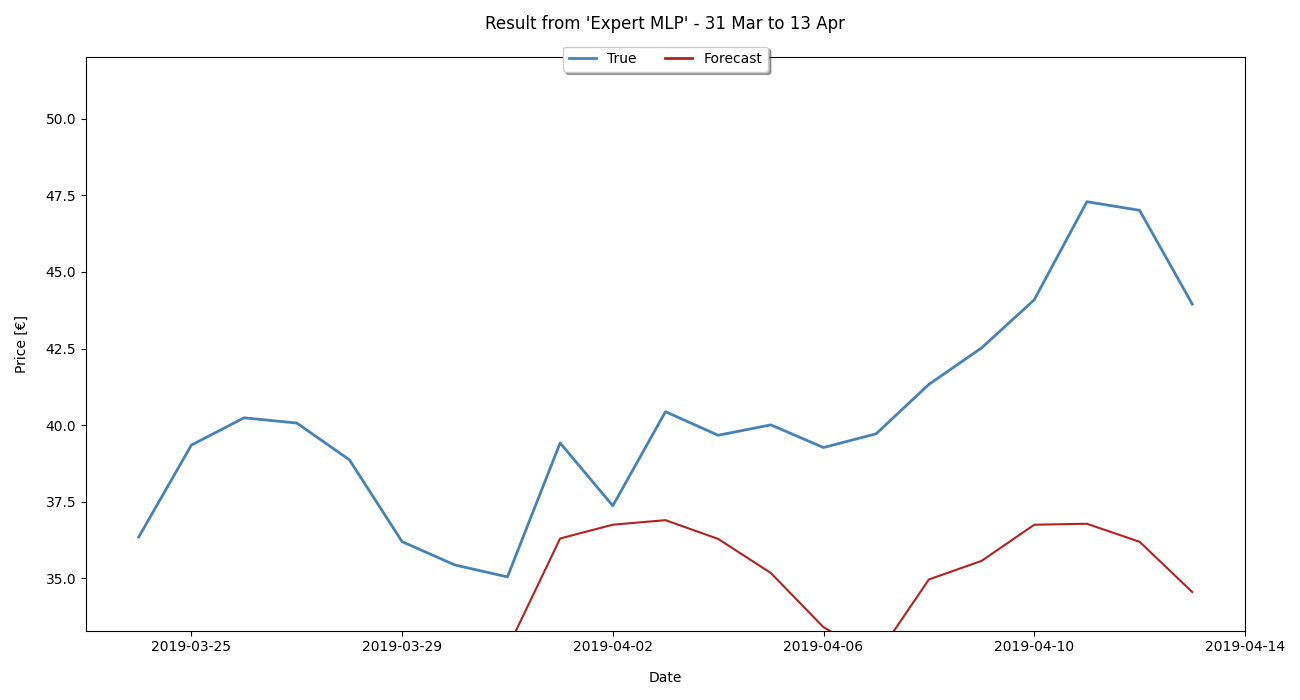 Result from 'Expert MLP' - 31 Mar to 13 Apr
True Forecast
50.0
47.5
45.0
42.5
40.0
37.5
35.0
Price [€]
2019-03-25 2019-03-29 2019-04-02 2019-04-06 2019-04-10 2019-04-14
Date